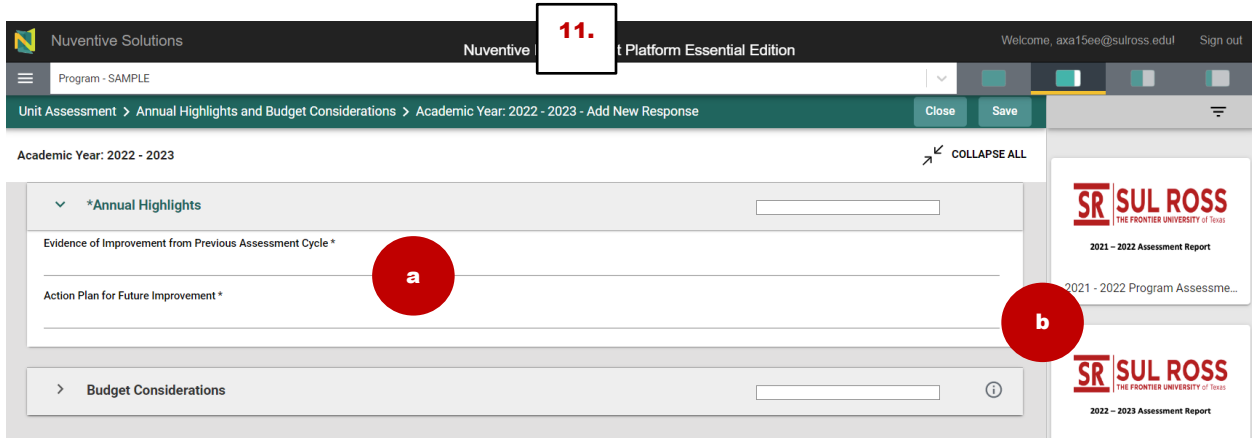 11.
Nuventive Solutions
Nuventive
t Platform Essential Edition
Welcome, axa15ee@sulross.edu!
Sign out
Program - SAMPLE
Unit Assessment > Annual Highlights and Budget Considerations > Academic Year: 2022 - 2023 - Add New Response
Close
Save
Academic Year: 2022 - 2023
COLLAPSE ALL
*Annual Highlights
Evidence of Improvement from Previous Assessment Cycle *
a
Action Plan for Future Improvement *
Budget Considerations
SR SUL ROSS
THE FRONTIER UNIVERSITY of Texas
2021 – 2022 Assessment Report
2021 - 2022 Program Assessme...
b
SR SUL ROSS
THE FRONTIER UNIVERSITY of Texas
2022 – 2023 Assessment Report